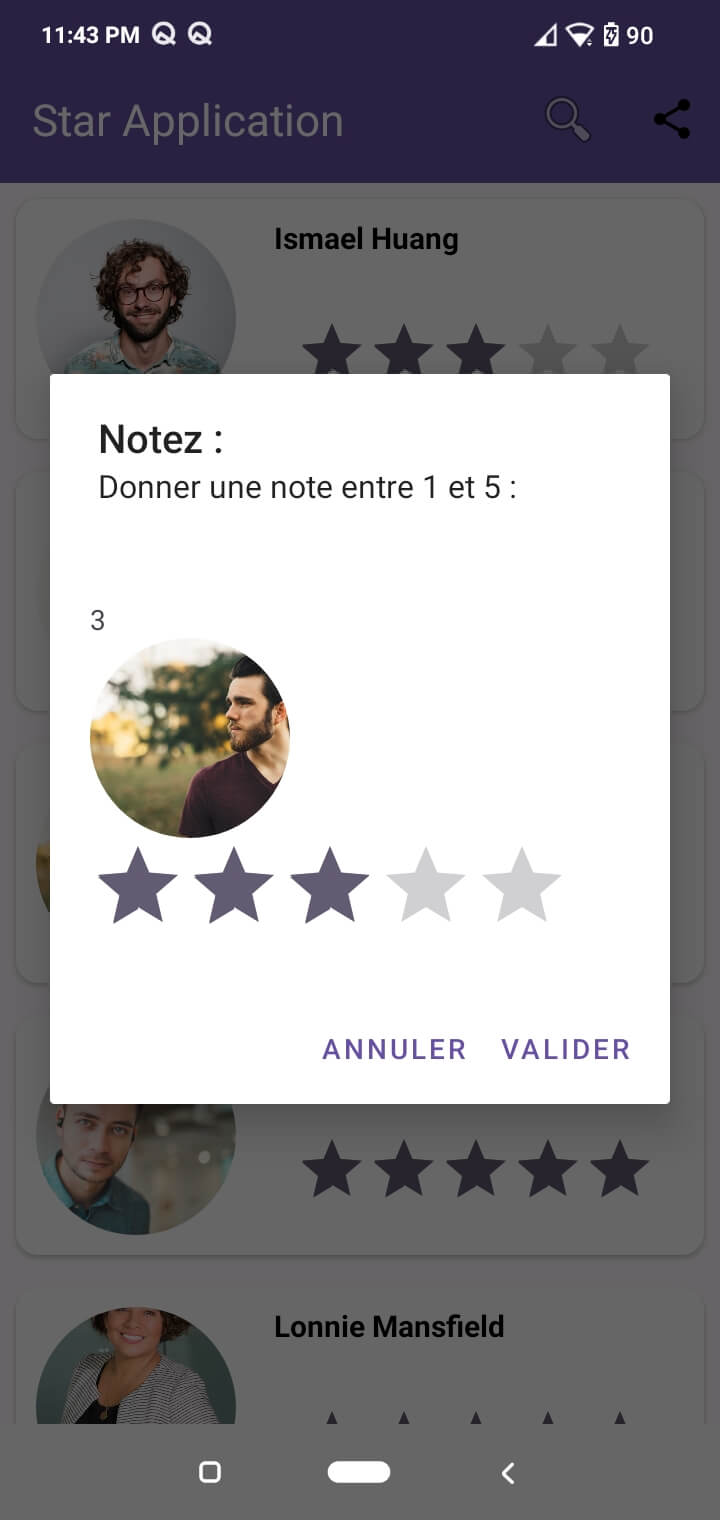 11:43 PM 90
Star Application
Ismael Huang
Notez :
Donner une note entre 1 et 5 :
3
ANNULER VALIDER
Lonnie Mansfield